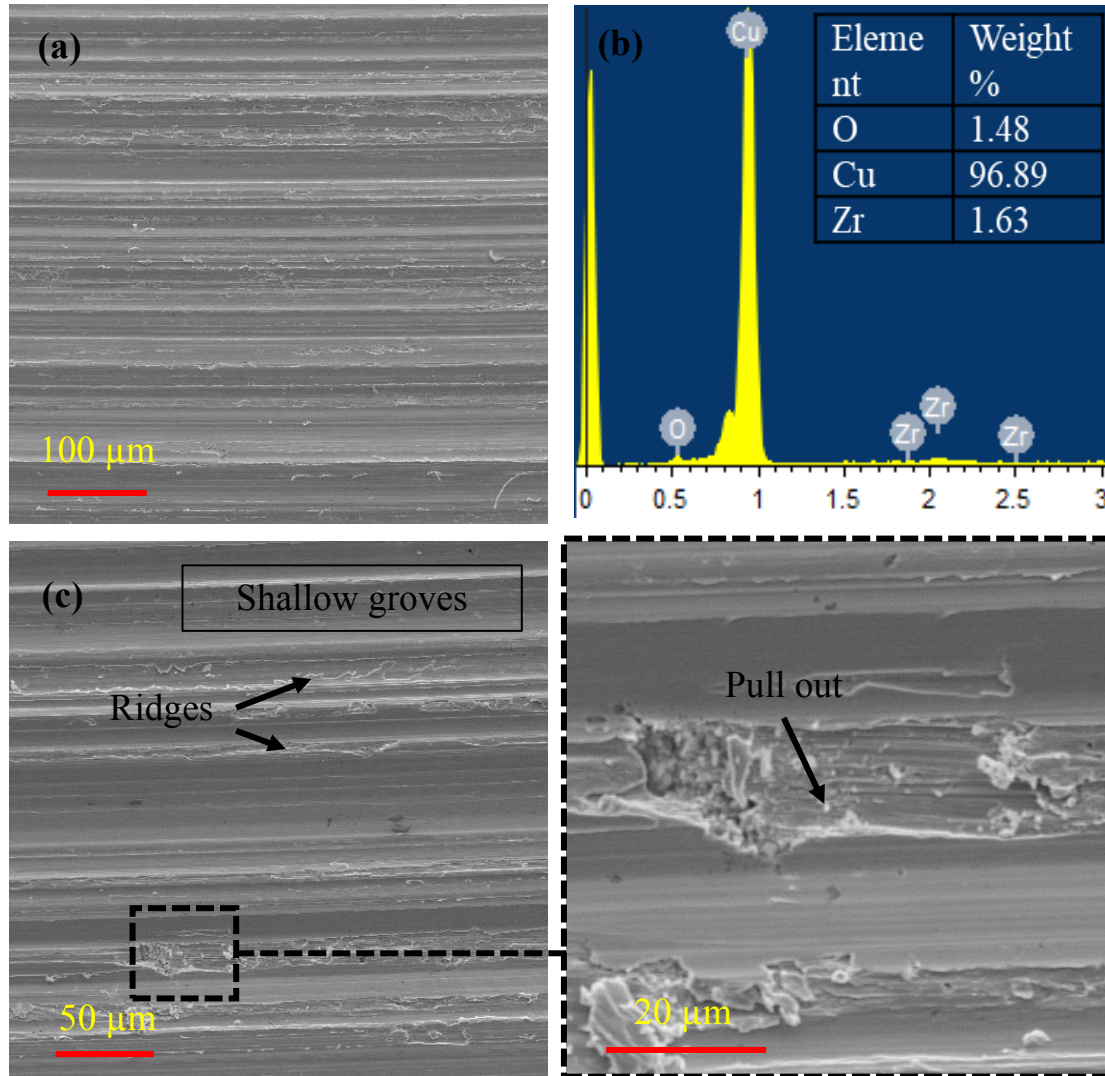 (a)
100 µm
(b)
Cu
O
Zr
Zr
Zr
Eleme
nt
Weight
%
O
1.48
Cu
96.89
Zr
1.63
0
0.5
1
1.5
2
2.5
3
(c)
Shallow groves
Ridges
50 µm
Pull out
20 µm